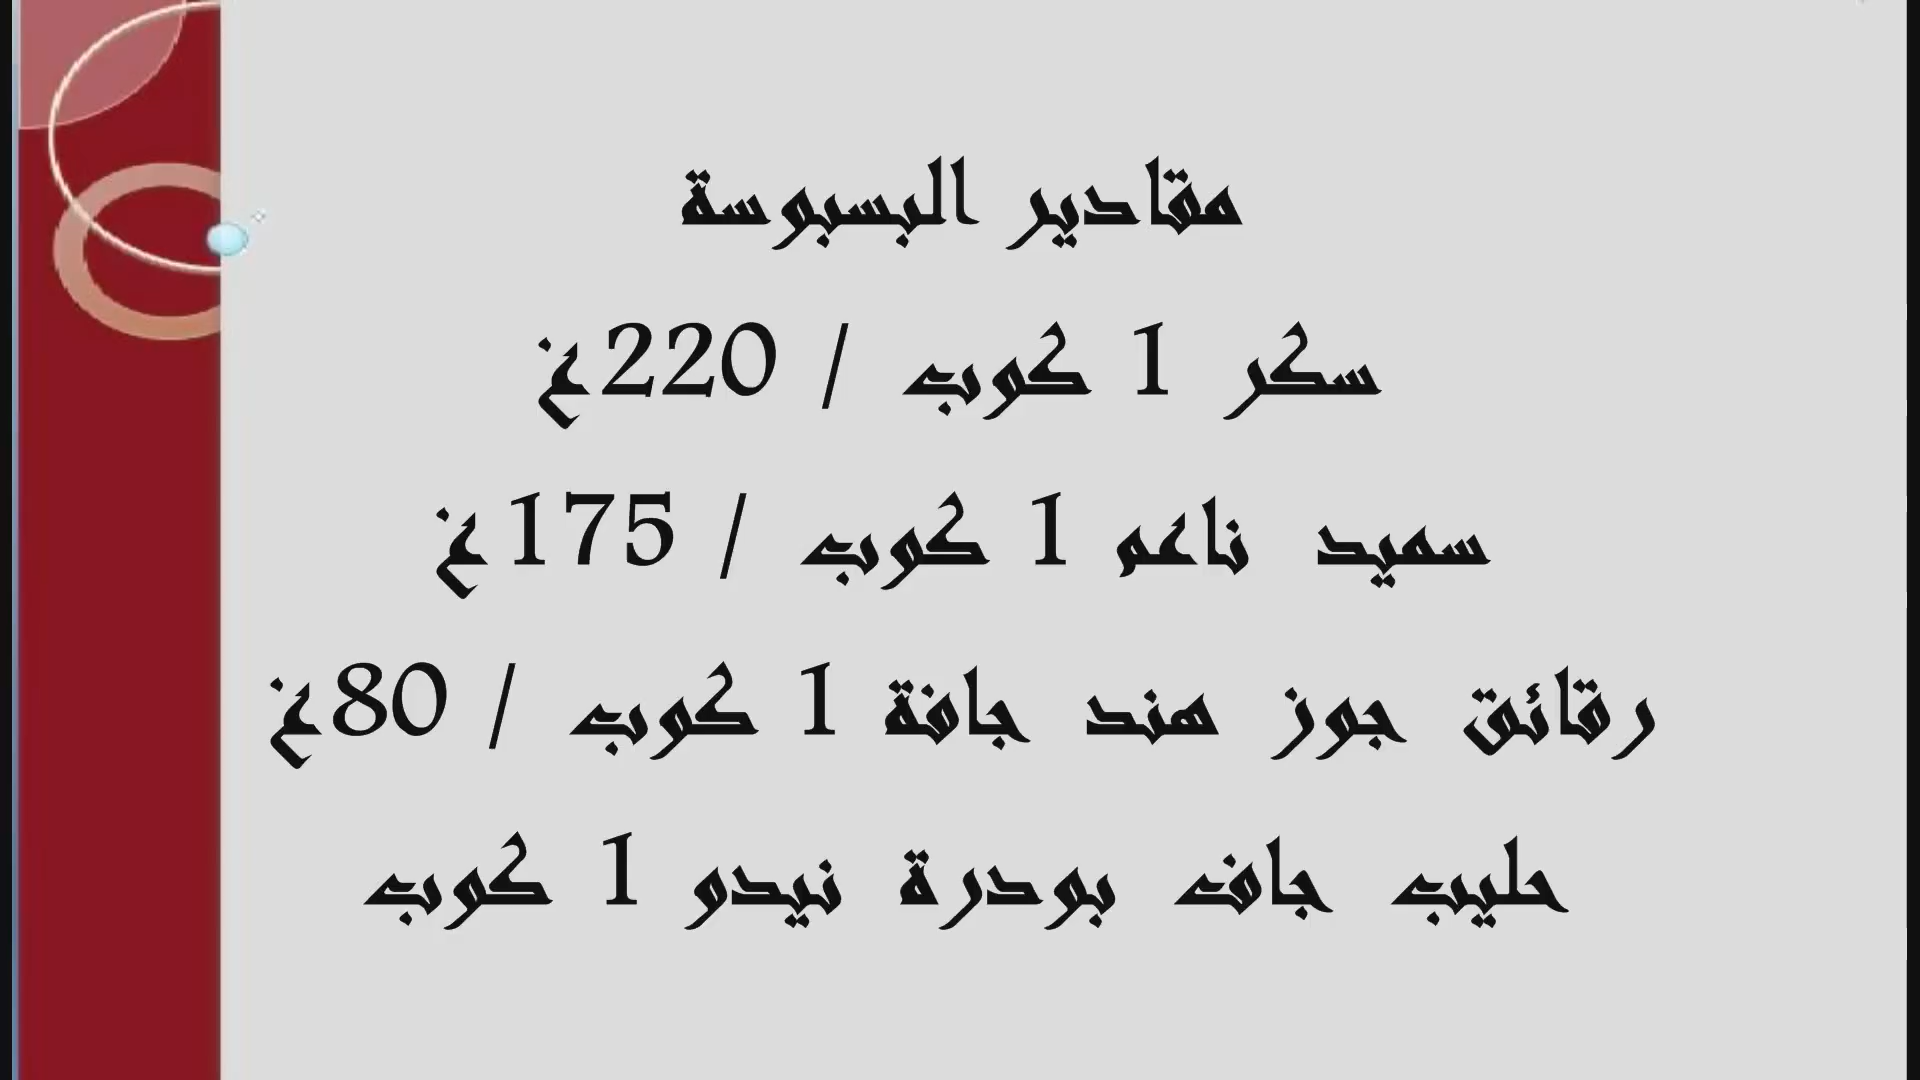 مقادير البسبوسة
سكر 1 كوب / 220غ
سميد ناعم 1 كوب / 175غ
رقائق جوز هند جافة 1 كوب / 80غ
حليب جاف بودرة نيدو 1 كوب